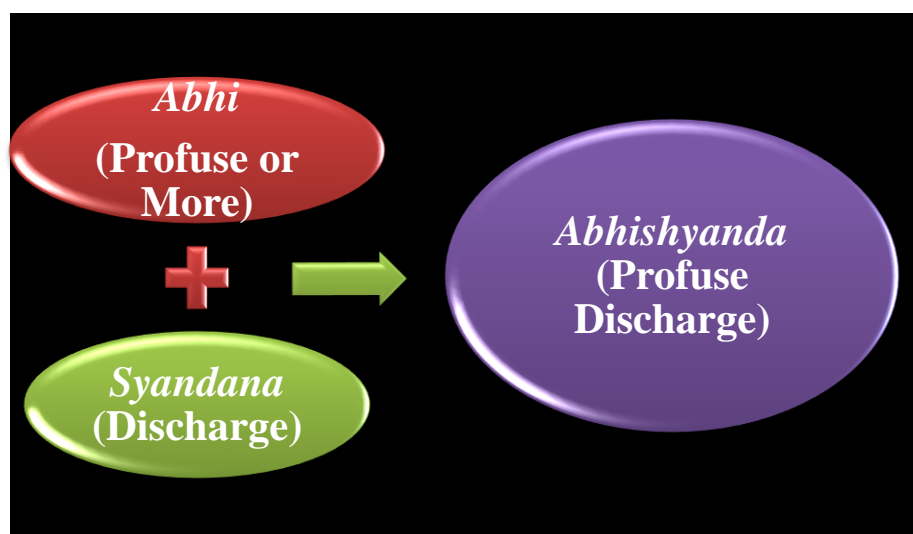 Abhi
(Profuse or
More)
Syandana
(Discharge)
Abhishyanda
(Profuse
Discharge)